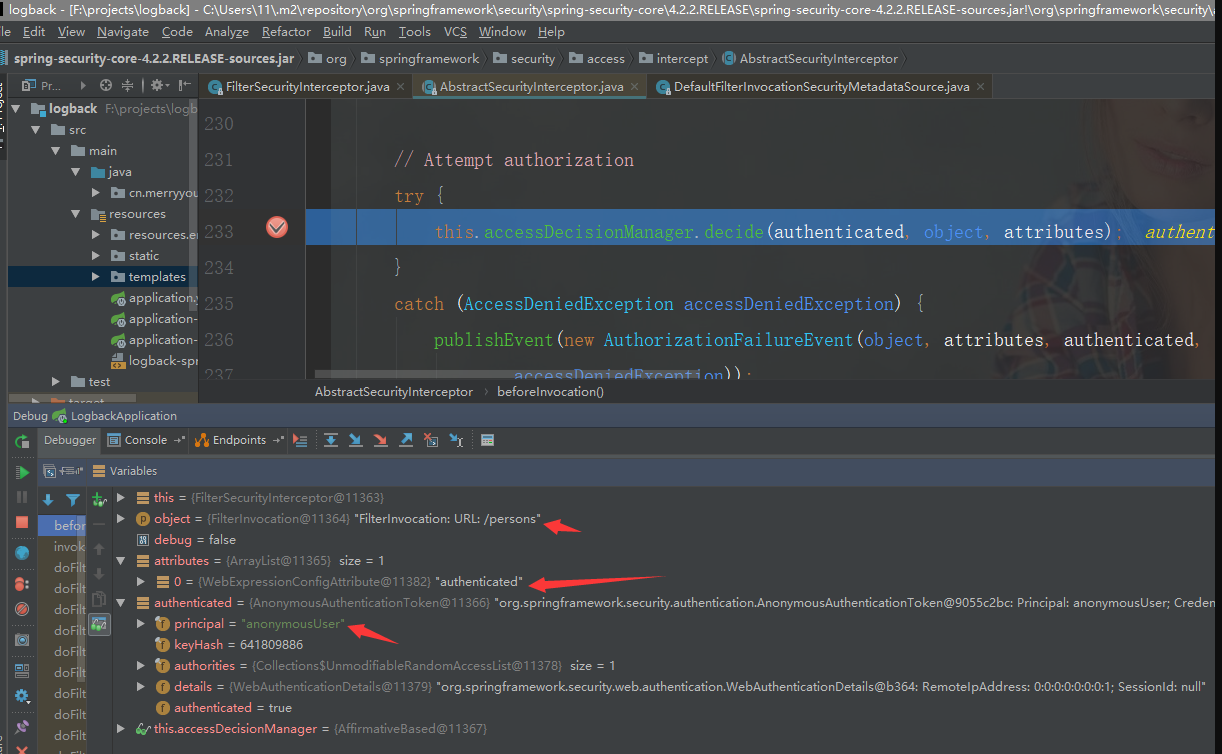 logback - [F:\projects\logback] - C:\Users\11\.m2\repository\org\springframework\security\spring-security-core\4.2.2.RELEASE\spring-security-core-4.2.2.RELEASE-sources.jar!\org\springframework\security\a
le Edit View Navigate Code Analyze Refactor Build Run Tools VCS Window Help
spring-security-core-4.2.2.RELEASE-sources.jar org springframework security access intercept AbstractSecurityInterceptor
Pr... FilterSecurityInterceptor.java AbstractSecurityInterceptor.java DefaultFilterInvocationSecurityMetadataSource.java
logback F:\projects\logb
src
main
java
cn.merryyou
resources
resources.e
static
templates
application.
application-
application-
logback-spr
test
target
230
231 // Attempt authorization
232 try {
233 this.accessDecisionManager.decide(authenticated, object, attributes); authent
234 }
235 catch (AccessDeniedException accessDeniedException) {
236 publishEvent(new AuthorizationFailureEvent(object, attributes, authenticated,
237 accessDeniedException));
AbstractSecurityInterceptor beforeInvocation()
Debug LogbackApplication
Debugger Console Endpoints
Variables
befor
invok
doFilt
doFilt
doFilt
doFilt
doFilt
doFilt
doFilt
doFilt
doFilt
this = {FilterSecurityInterceptor@11363}
object = {FilterInvocation@11364} "FilterInvocation: URL: /persons"
debug = false
attributes = {ArrayList@11365} size = 1
0 = {WebExpressionConfigAttribute@11382} "authenticated"
authenticated = {AnonymousAuthenticationToken@11366} "org.springframework.security.authentication.AnonymousAuthenticationToken@9055c2bc: Principal: anonymousUser; Creden
principal = "anonymousUser"
keyHash = 641809886
authorities = {Collections$UnmodifiableRandomAccessList@11378} size = 1
details = {WebAuthenticationDetails@11379} "org.springframework.security.web.authentication.WebAuthenticationDetails@b364: RemoteIpAddress: 0:0:0:0:0:0:0:1; SessionId: null"
authenticated = true
this.accessDecisionManager = {AffirmativeBased@11367}